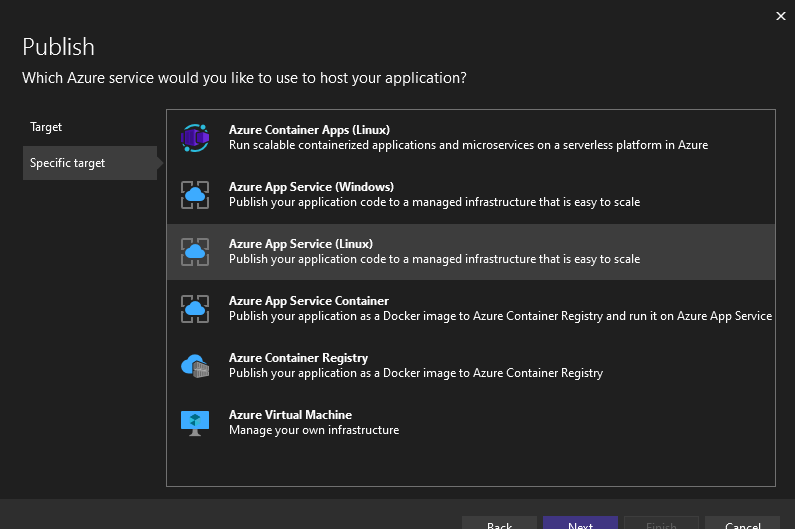 Publish
Which Azure service would you like to use to host your application?
Target
Specific target
Azure Container Apps (Linux)
Run scalable containerized applications and microservices on a serverless platform in Azure
Azure App Service (Windows)
Publish your application code to a managed infrastructure that is easy to scale
Azure App Service (Linux)
Publish your application code to a managed infrastructure that is easy to scale
Azure App Service Container
Publish your application as a Docker image to Azure Container Registry and run it on Azure App Service
Azure Container Registry
Publish your application as a Docker image to Azure Container Registry
Azure Virtual Machine
Manage your own infrastructure
Back Next Finish Cancel